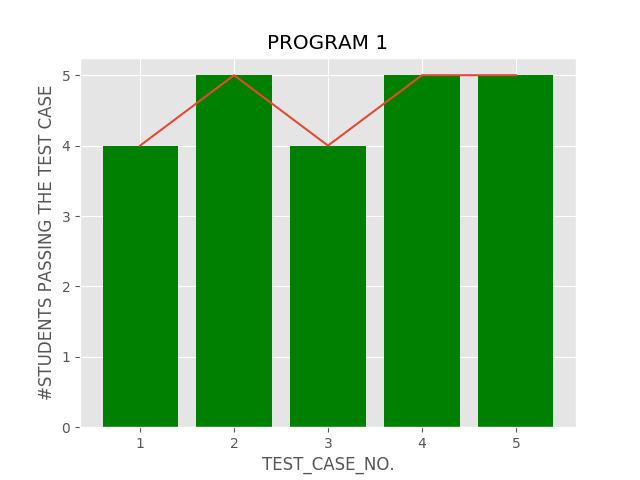 PROGRAM 1
#STUDENTS PASSING THE TEST CASE
5
4
3
2
1
0
1 2 3 4 5
TEST_CASE_NO.